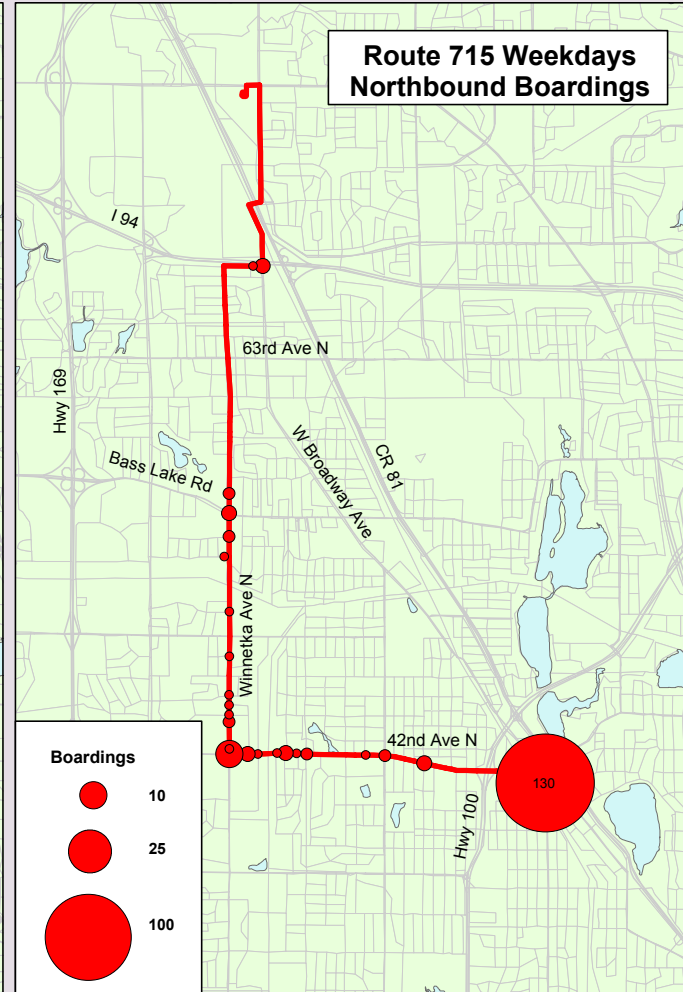 Route 715 Weekdays
Northbound Boardings
I 94
63rd Ave N
Hwy 169
CR 81
W Broadway Ave
Bass Lake Rd
Winnetka Ave N
42nd Ave N
Hwy 100
130
Boardings
10
25
100